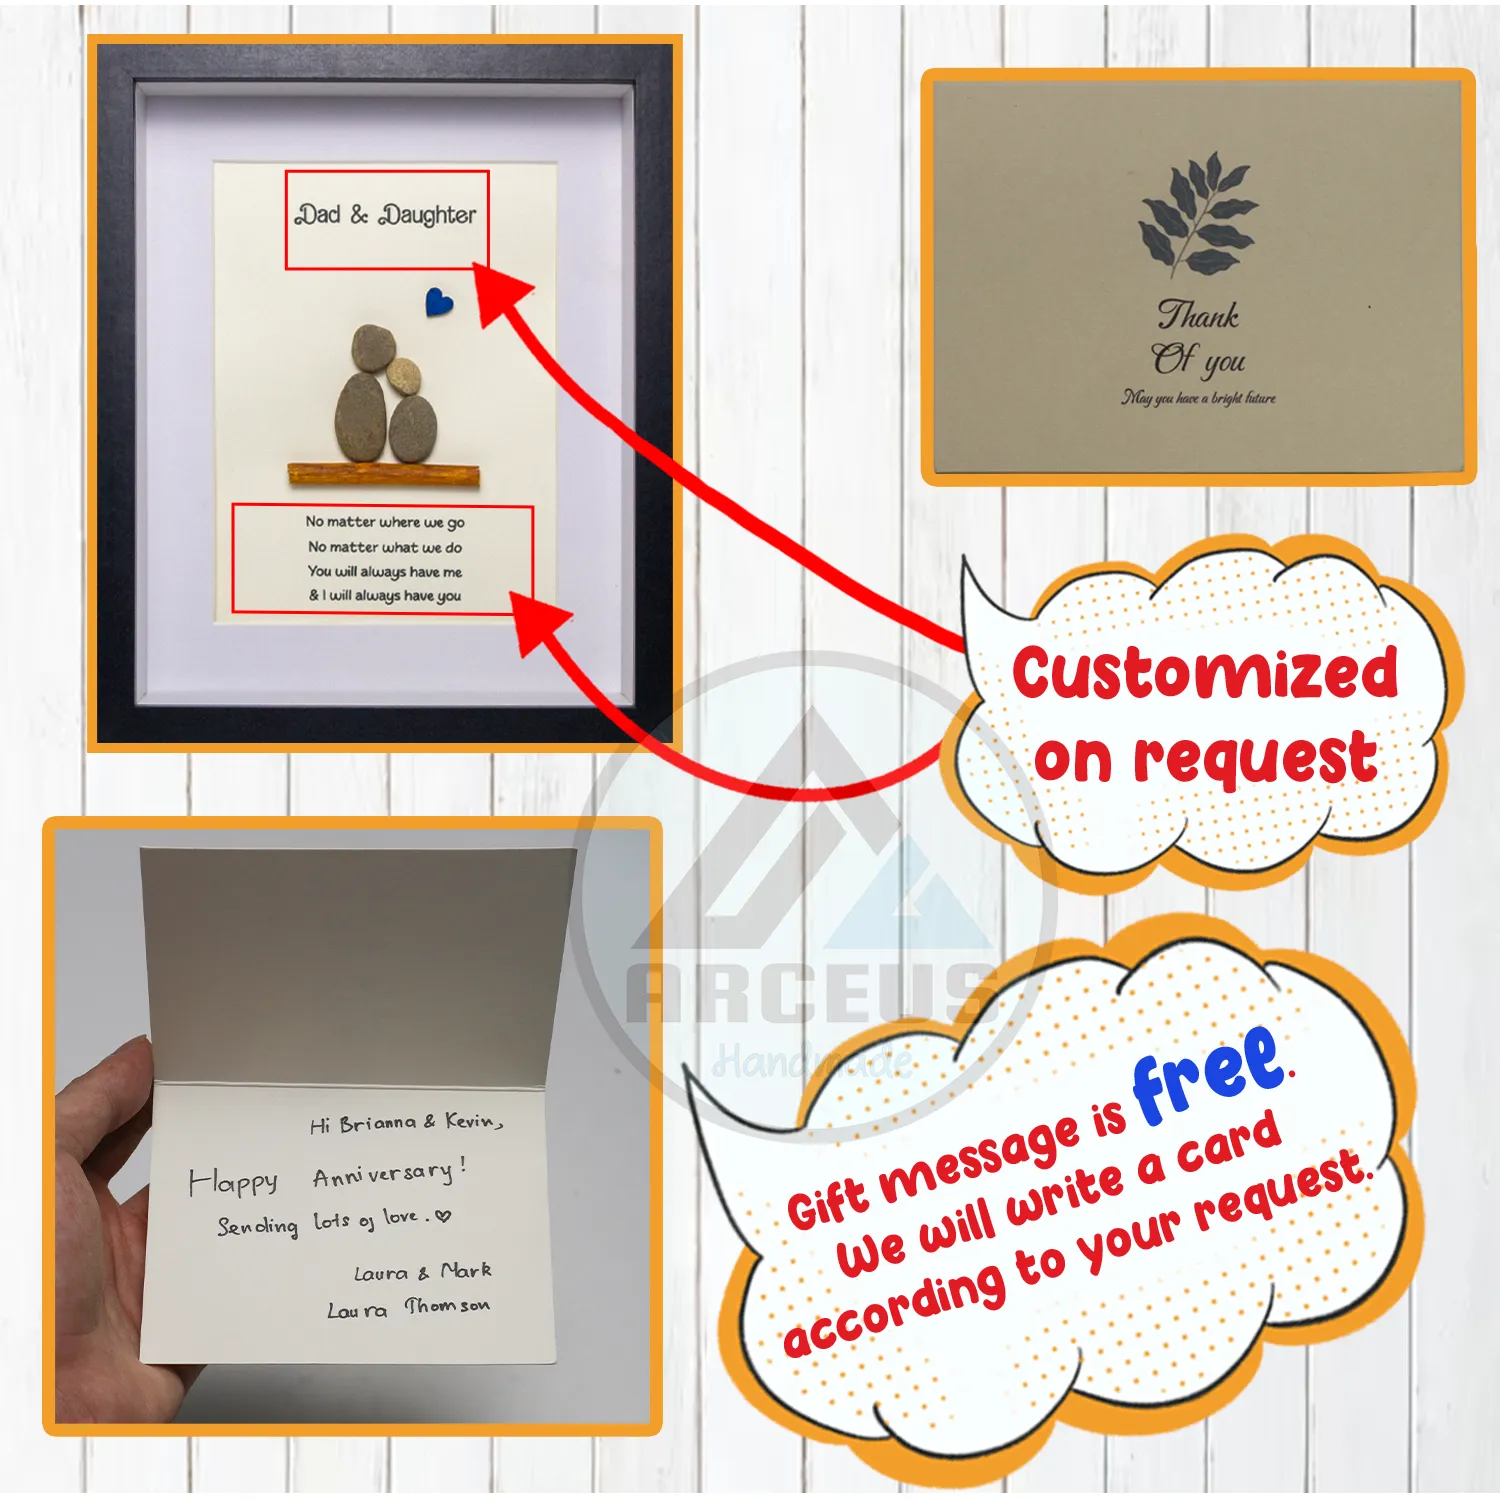 Dad & Daughter
No matter where we go
No matter what we do
You will always have me
& I will always have you
Thank
Of you
May you have a bright future
Customized
on request
ARCEUS
Handmade
Hi Brianna & Kevin,
Happy Anniversary!
Sending lots of love. ♡
Laura & Mark
Laura Thomson
Gift message is free.
We will write a card
according to your request.